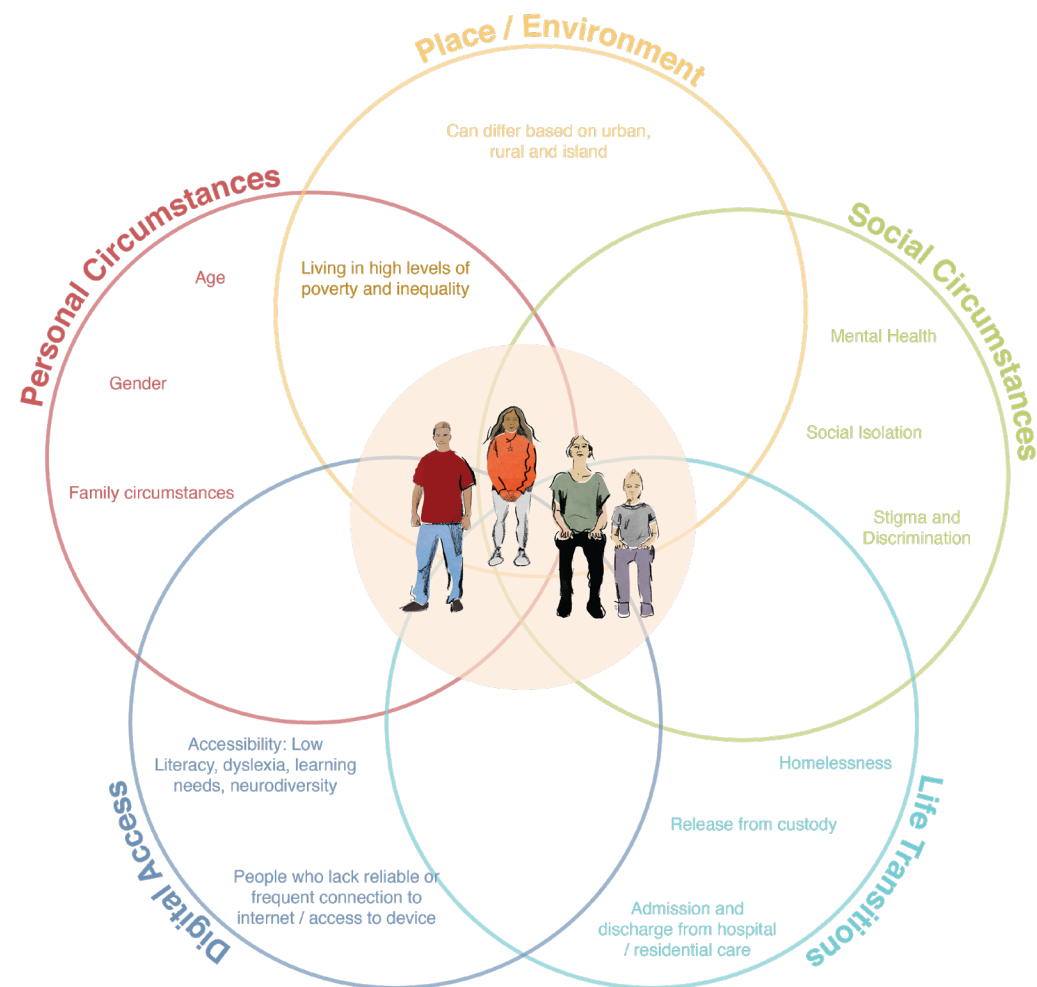 Place / Environment
Can differ based on urban,
rural and island
Personal Circumstances
Age
Living in high levels of
poverty and inequality
Gender
Family circumstances
Social Circumstances
Mental Health
Social Isolation
Stigma and
Discrimination
Digital Access
Accessibility: Low
Literacy, dyslexia, learning
needs, neurodiversity
People who lack reliable or
frequent connection to
internet / access to device
Life Transitions
Homelessness
Release from custody
Admission and
discharge from hospital
/ residential care